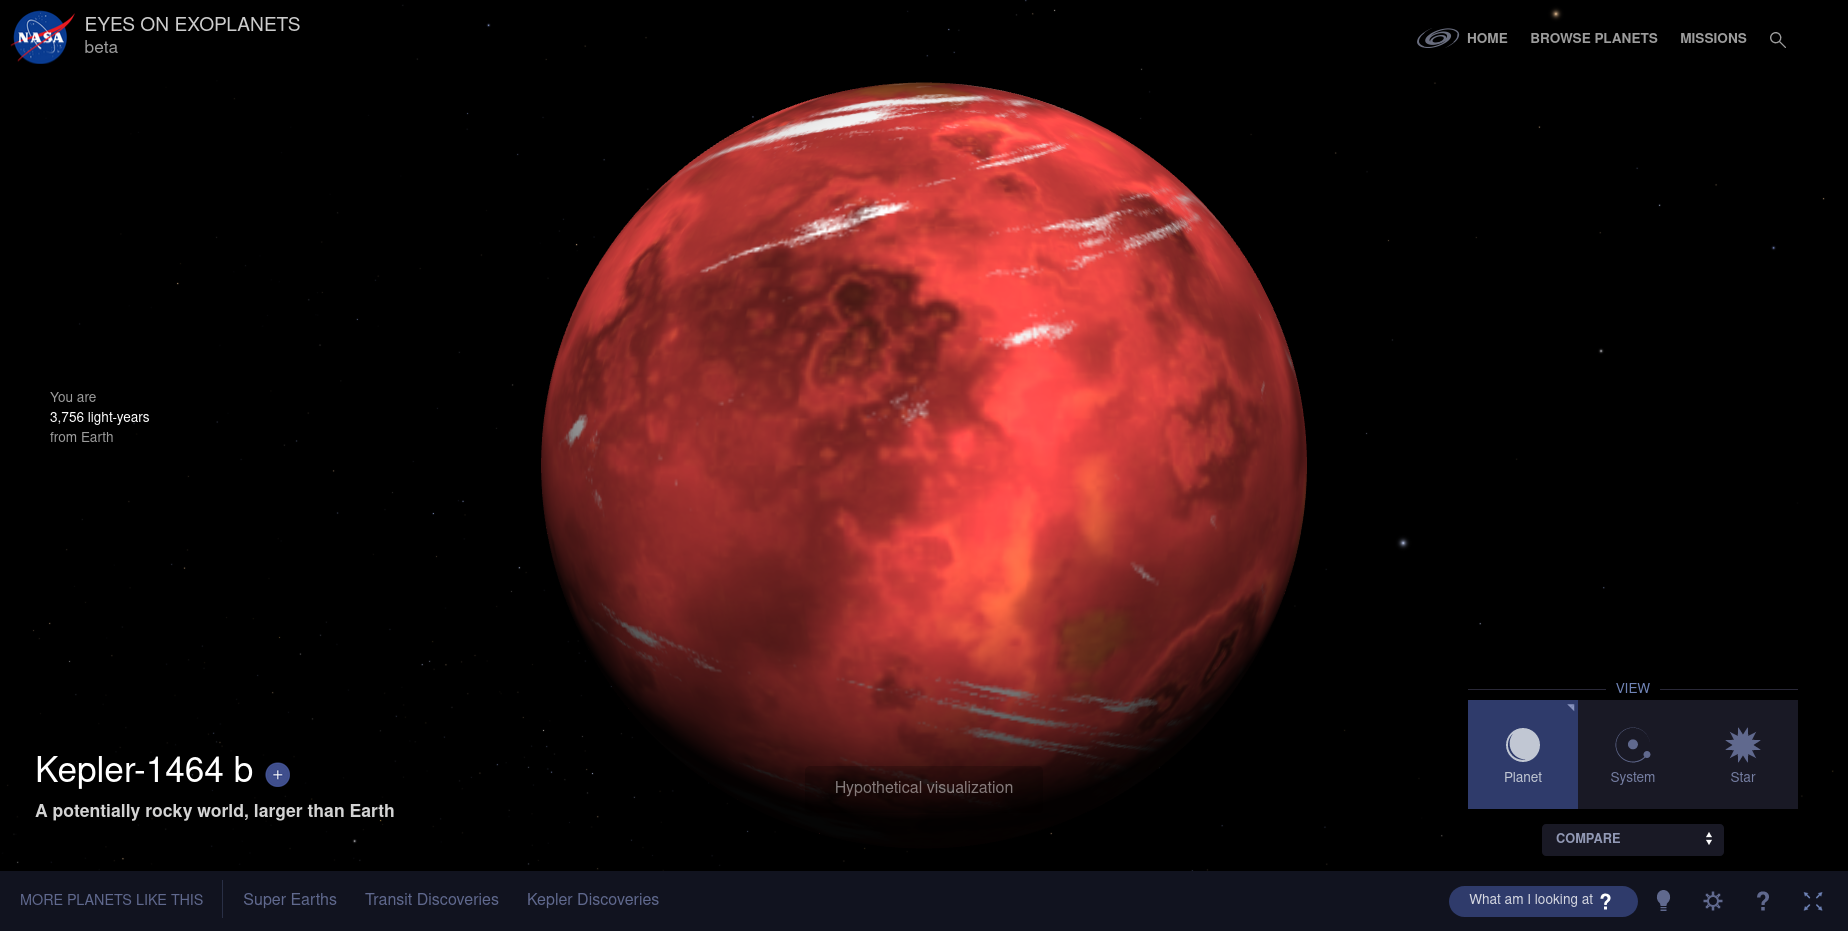 NASA
EYES ON EXOPLANETS
beta
HOME
BROWSE PLANETS
MISSIONS
You are
3,756 light-years
from Earth
Kepler-1464 b +
A potentially rocky world, larger than Earth
Hypothetical visualization
VIEW
Planet
System
Star
COMPARE
MORE PLANETS LIKE THIS
Super Earths
Transit Discoveries
Kepler Discoveries
What am I looking at ?
?